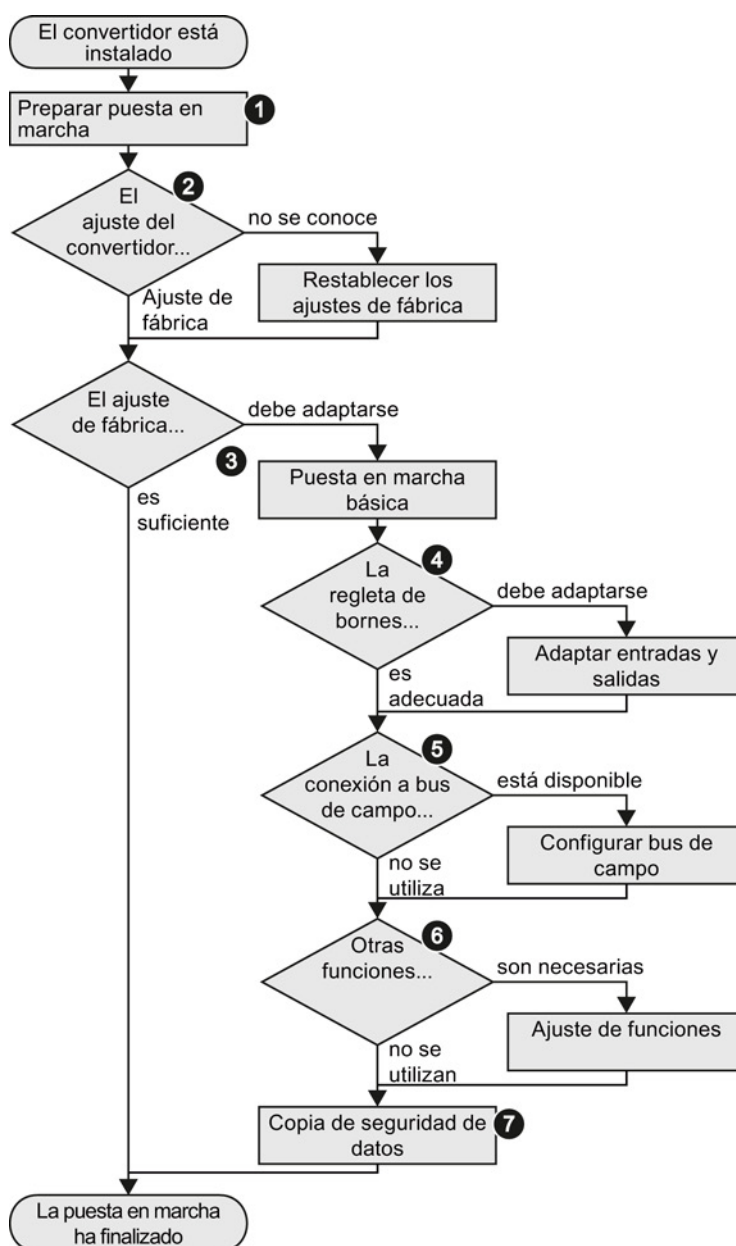 El convertidor está
instalado
Preparar puesta en
marcha
1
2
El
ajuste del
convertidor...
no se conoce
Restablecer los
ajustes de fábrica
Ajuste de
fábrica
El ajuste
de fábrica...
3
debe adaptarse
Puesta en marcha
básica
es
suficiente
4
La
regleta de
bornes...
debe adaptarse
Adaptar entradas y
salidas
es
adecuada
5
La
conexión a bus
de campo...
está disponible
Configurar bus de
campo
no se
utiliza
6
Otras
funciones...
son necesarias
Ajuste de funciones
no se
utilizan
Copia de seguridad de
datos
7
La puesta en marcha
ha finalizado